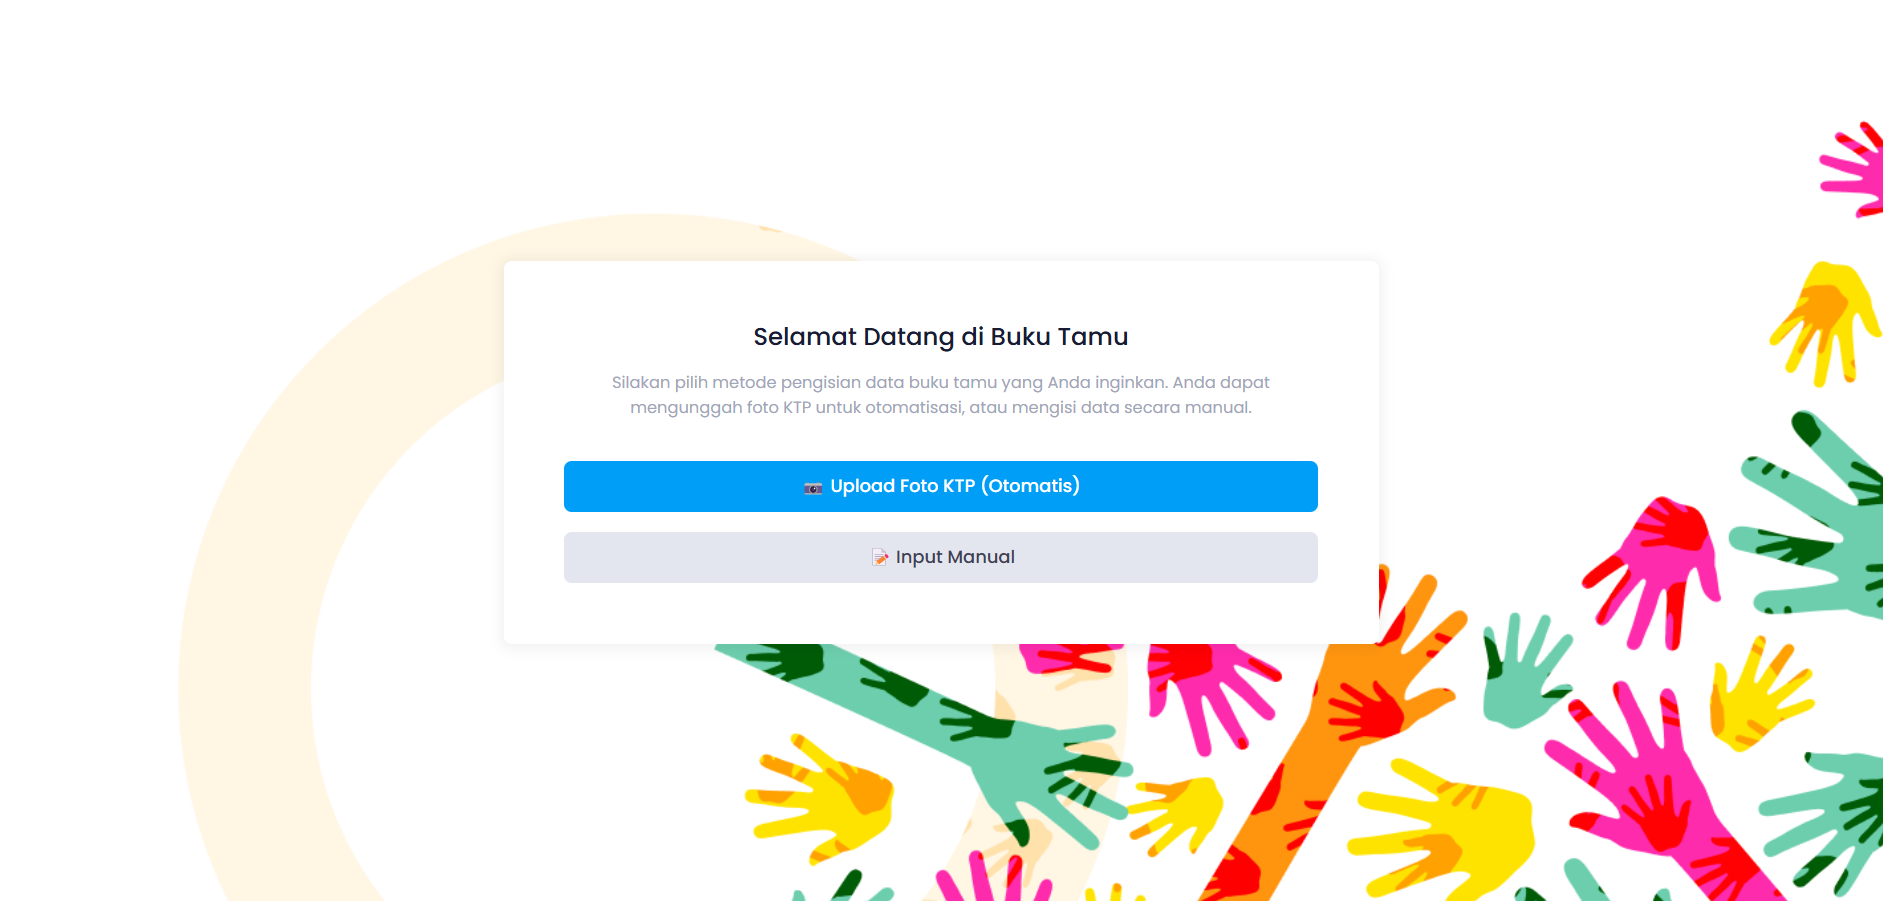 Selamat Datang di Buku Tamu
Silakan pilih metode pengisian data buku tamu yang Anda inginkan. Anda dapat
mengunggah foto KTP untuk otomatisasi, atau mengisi data secara manual.
📷 Upload Foto KTP (Otomatis)
📝 Input Manual